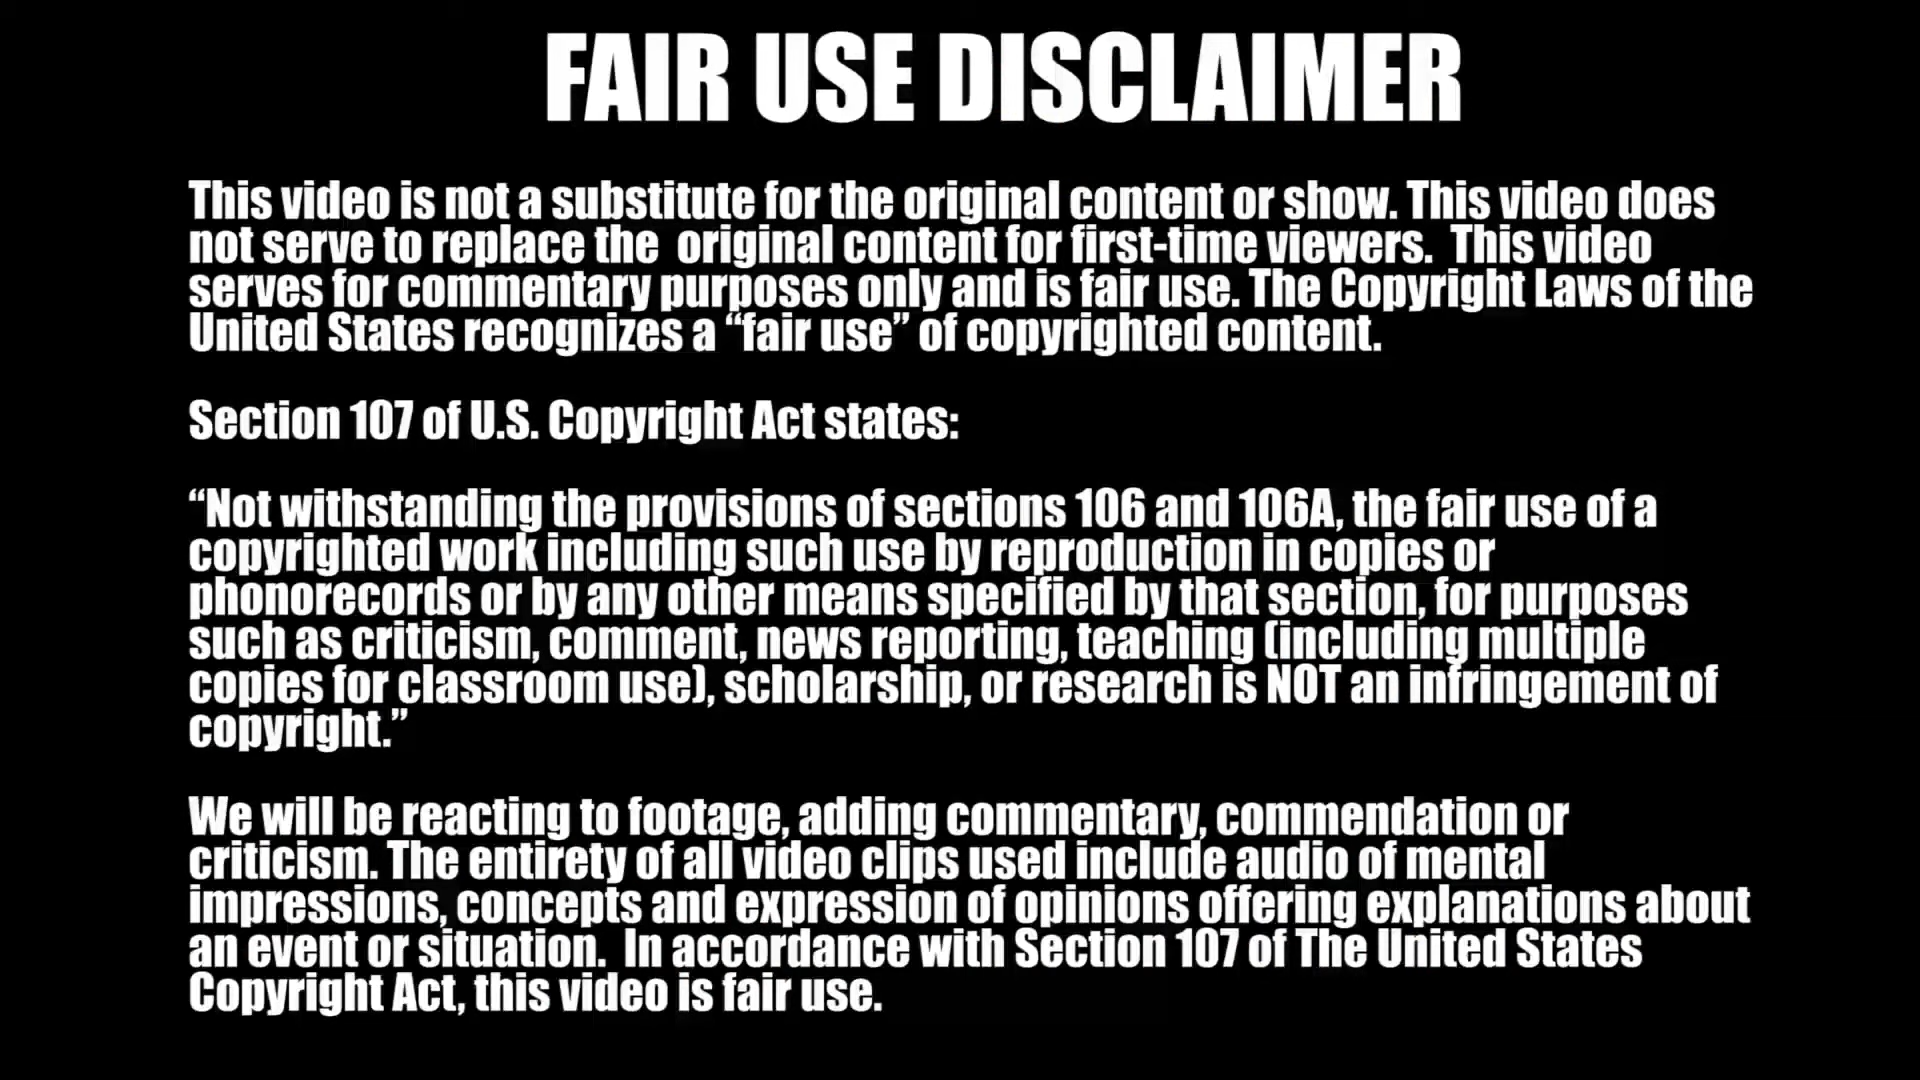 FAIR USE DISCLAIMER
This video is not a substitute for the original content or show. This video does
not serve to replace the  original content for first-time viewers.  This video
serves for commentary purposes only and is fair use. The Copyright Laws of the
United States recognizes a “fair use” of copyrighted content.
Section 107 of U.S. Copyright Act states:
“Not withstanding the provisions of sections 106 and 106A, the fair use of a
copyrighted work including such use by reproduction in copies or
phonorecords or by any other means specified by that section, for purposes
such as criticism, comment, news reporting, teaching (including multiple
copies for classroom use), scholarship, or research is NOT an infringement of
copyright.”
We will be reacting to footage, adding commentary, commendation or
criticism. The entirety of all video clips used include audio of mental
impressions, concepts and expression of opinions offering explanations about
an event or situation.  In accordance with Section 107 of The United States
Copyright Act, this video is fair use.